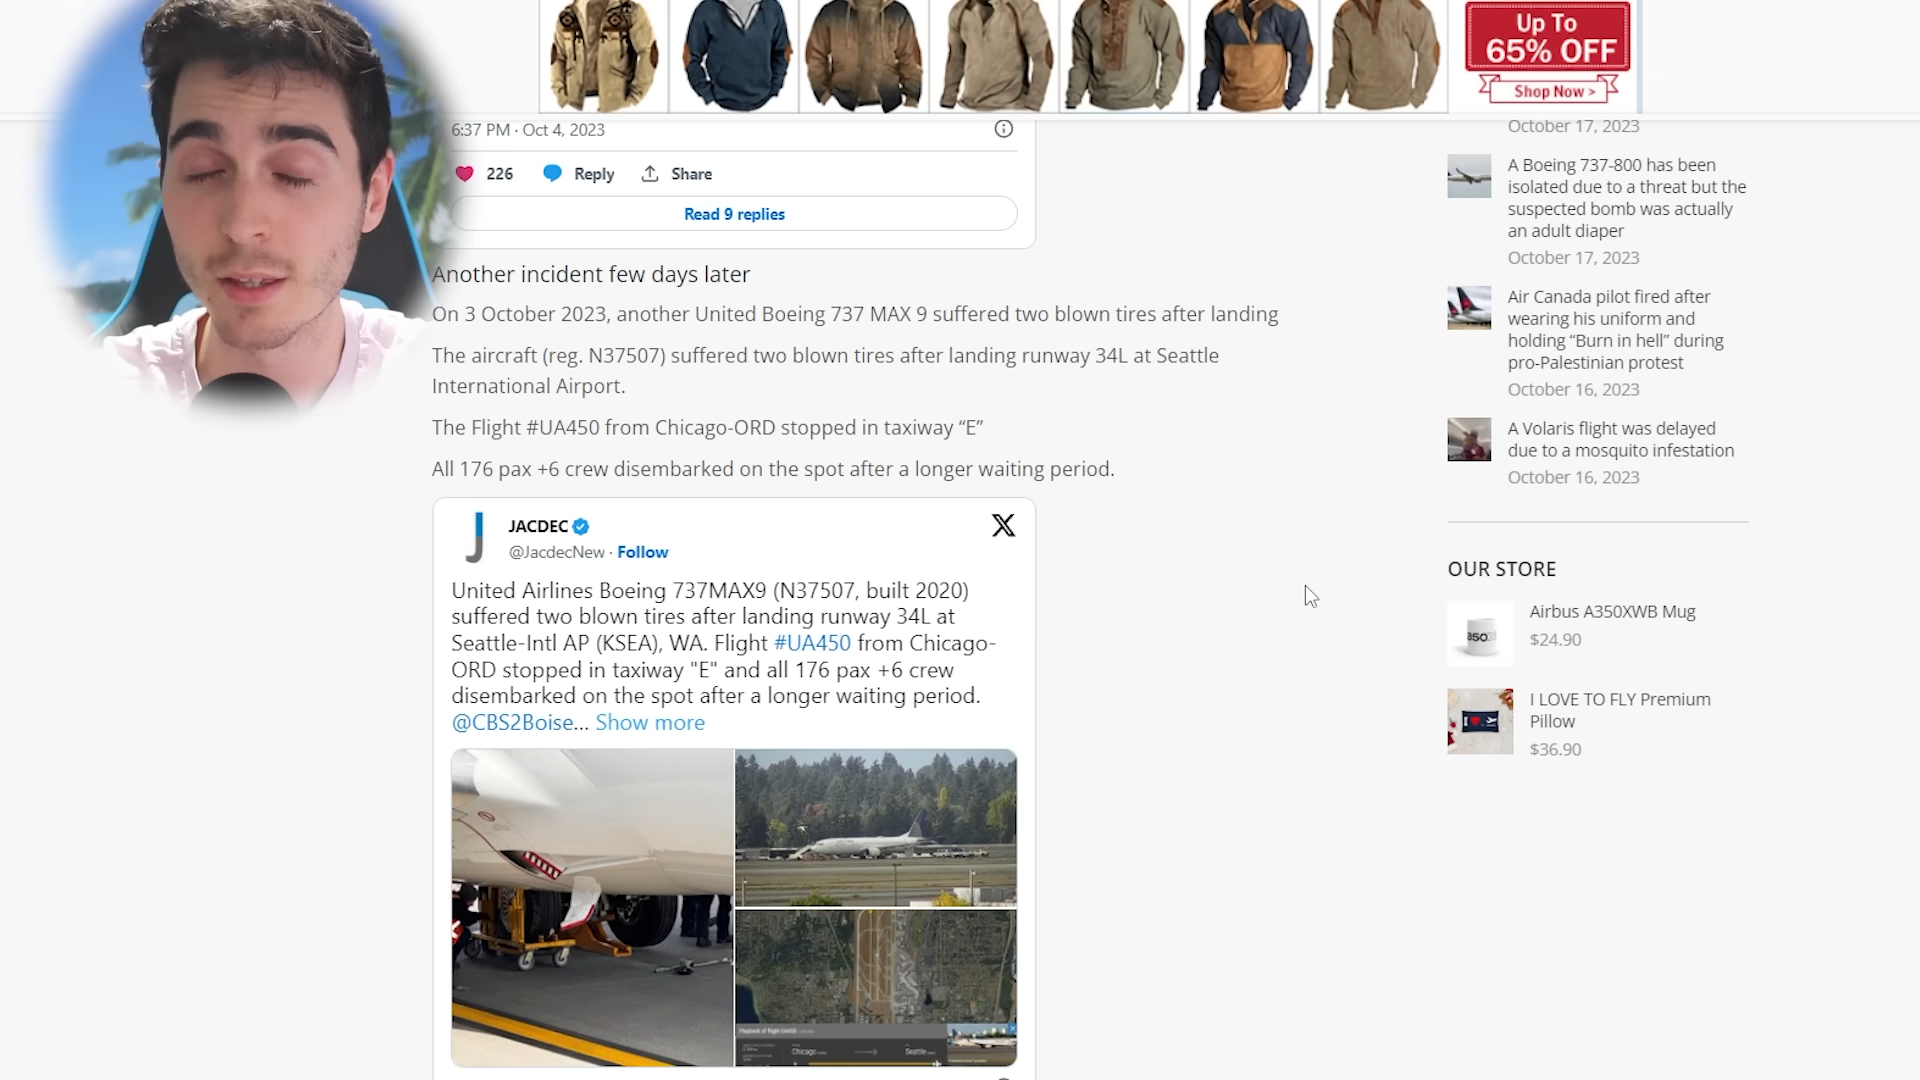 Up To
65% OFF
Shop Now >
6:37 PM · Oct 4, 2023
226
Reply
Share
Read 9 replies
Another incident few days later
On 3 October 2023, another United Boeing 737 MAX 9 suffered two blown tires after landing
The aircraft (reg. N37507) suffered two blown tires after landing runway 34L at Seattle
International Airport.
The Flight #UA450 from Chicago-ORD stopped in taxiway “E”
All 176 pax +6 crew disembarked on the spot after a longer waiting period.
JACDEC
@JacdecNew · Follow
United Airlines Boeing 737MAX9 (N37507, built 2020)
suffered two blown tires after landing runway 34L at
Seattle-Intl AP (KSEA), WA. Flight #UA450 from Chicago-
ORD stopped in taxiway "E" and all 176 pax +6 crew
disembarked on the spot after a longer waiting period.
@CBS2Boise... Show more
Chicago
Seattle
October 17, 2023
A Boeing 737-800 has been
isolated due to a threat but the
suspected bomb was actually
an adult diaper
October 17, 2023
Air Canada pilot fired after
wearing his uniform and
holding “Burn in hell” during
pro-Palestinian protest
October 16, 2023
A Volaris flight was delayed
due to a mosquito infestation
October 16, 2023
OUR STORE
Airbus A350XWB Mug
$24.90
I LOVE TO FLY Premium
Pillow
$36.90